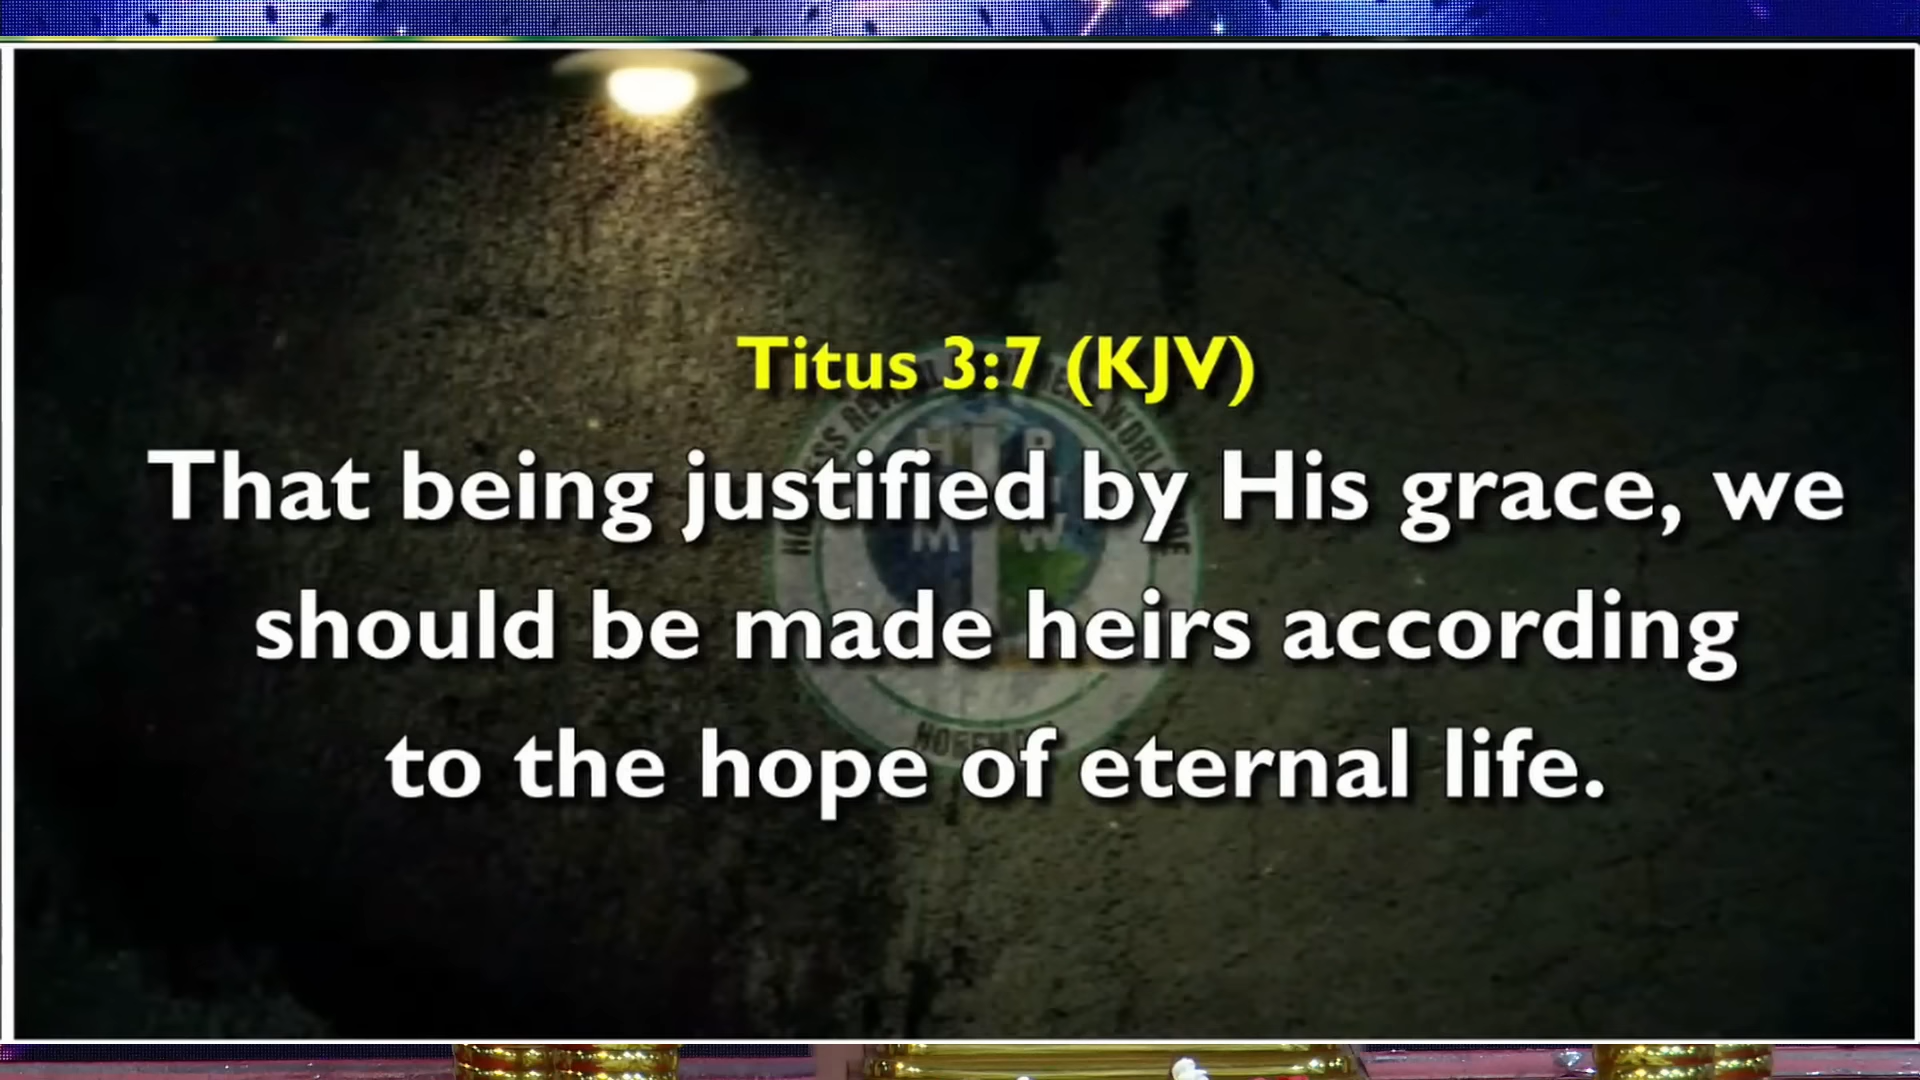 Titus 3:7 (KJV)
That being justified by His grace, we
should be made heirs according
to the hope of eternal life.